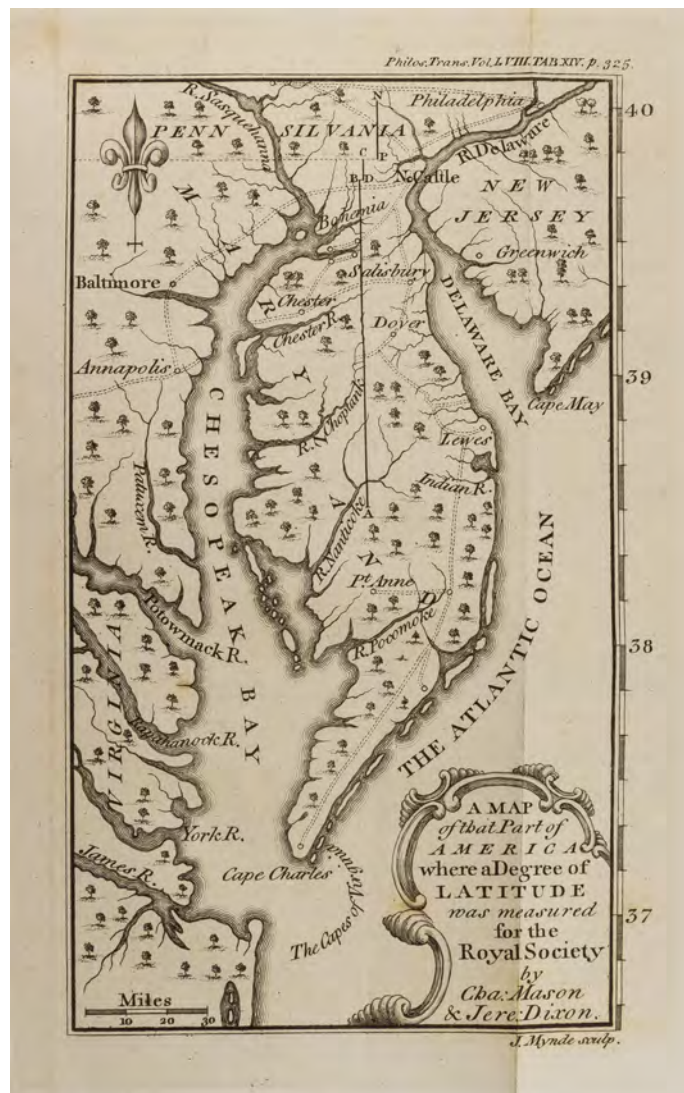 Philos. Trans. Vol. LVIII. TAB. XIV. p. 325.
R. Sasquehanna
Philadelphia
40
PENN SILVANIA
N
R. Delaware
C
P
B D
N. Castle
NEW
JERSEY
MARYLAND
Bohemia
Greenwich
Salisbury
Baltimore
Chester
Chester R.
Dover
DELAWARE BAY
Annapolis
39
Cape May
CHESOPEAK BAY
R. Choptank
Lewes
Patuxem R.
Indian R.
A
R. Nanticoke
Ps. Anne
Potowmack R.
R. Pocomoke
38
VIRGINIA
Rapahanock R.
THE ATLANTIC OCEAN
York R.
Cape Charles
James R.
The Capes of Virginia
37
A MAP
of that Part of
AMERICA
where a Degree of
LATITUDE
was measured
for the
Royal Society
by
Cha: Mason
& Jere: Dixon.
Miles
10 20 30
J. Mynde sculp.